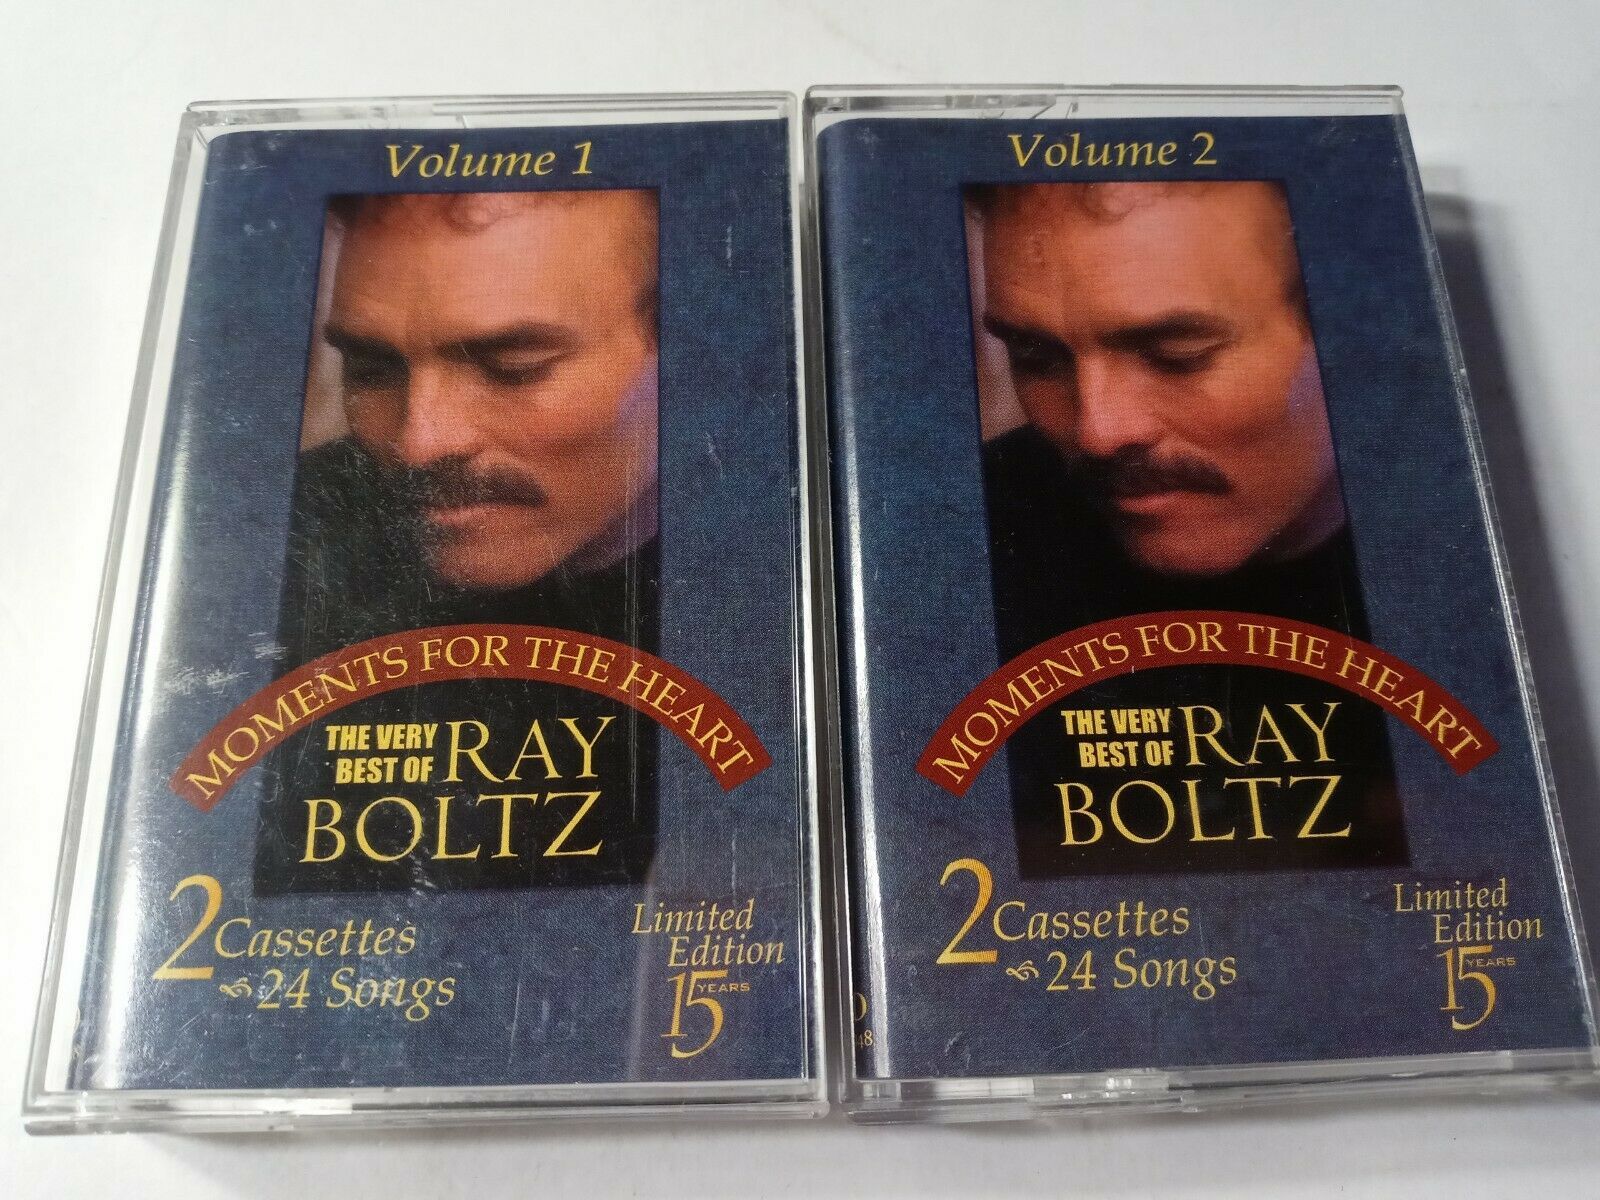 Volume 1
MOMENTS FOR THE HEART
THE VERY
BEST OF
RAY
BOLTZ
2 Cassettes
24 Songs
Limited
Edition
15 YEARS
Volume 2
MOMENTS FOR THE HEART
THE VERY
BEST OF
RAY
BOLTZ
2 Cassettes
24 Songs
Limited
Edition
15 YEARS
48